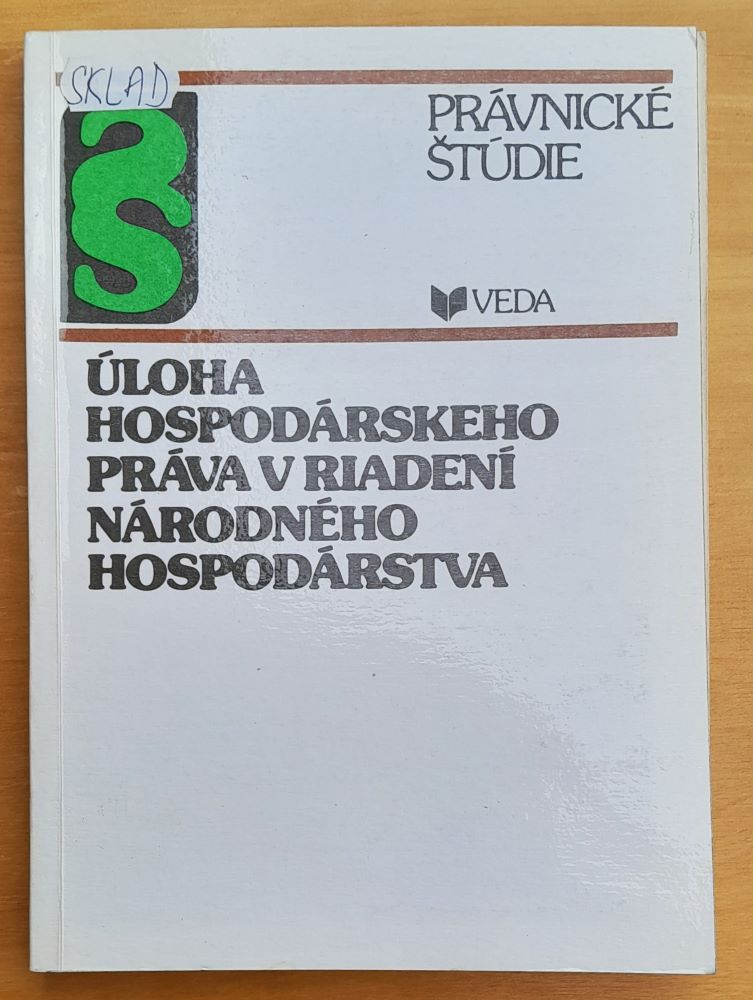 SKLAD
PRÁVNICKÉ
ŠTÚDIE
§
VEDA
ÚLOHA
HOSPODÁRSKEHO
PRÁVA V RIADENÍ
NÁRODNÉHO
HOSPODÁRSTVA